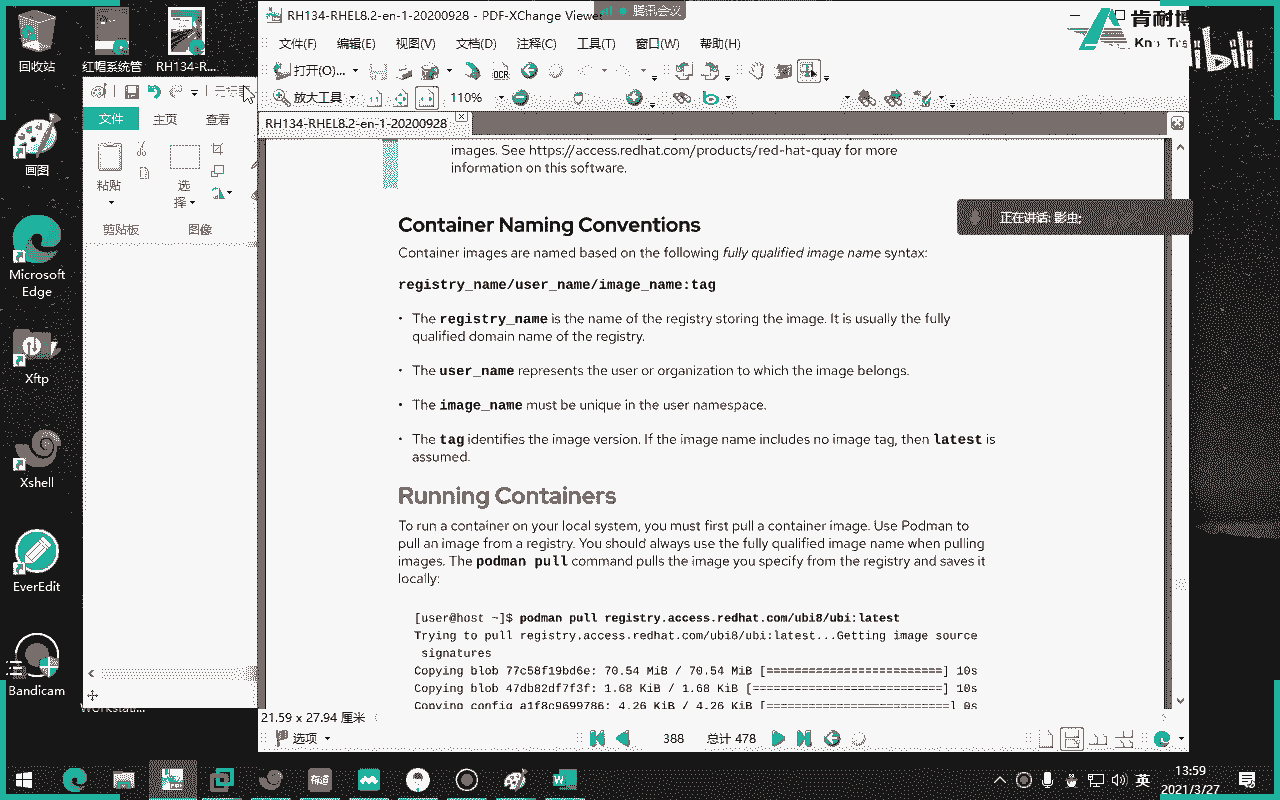 RH134-RHEL8.2-en-1-20200928 - PDF-XChange Viewer
腾讯会议
肯耐博
bilibili
文件(F) 编辑(E) 视图(V) 文档(D) 注释(C) 工具(T) 窗口(W) 帮助(H)
打开(O)...
OCR
放大工具 110%
RH134-RHEL8.2-en-1-20200928
回收站
红帽系统管
RH134-R...
文件 主页 查看
粘贴
选择
剪贴板 图像
画图
Microsoft Edge
Xftp
Xshell
EverEdit
Bandicam
images. See https://access.redhat.com/products/red-hat-quay for more
information on this software.
正在讲话: 影虫;
Container Naming Conventions
Container images are named based on the following fully qualified image name syntax:
registry_name/user_name/image_name:tag
• The registry_name is the name of the registry storing the image. It is usually the fully
qualified domain name of the registry.
• The user_name represents the user or organization to which the image belongs.
• The image_name must be unique in the user namespace.
• The tag identifies the image version. If the image name includes no image tag, then latest is
assumed.
Running Containers
To run a container on your local system, you must first pull a container image. Use Podman to
pull an image from a registry. You should always use the fully qualified image name when pulling
images. The podman pull command pulls the image you specify from the registry and saves it
locally:
[user@host ~]$ podman pull registry.access.redhat.com/ubi8/ubi:latest
Trying to pull registry.access.redhat.com/ubi8/ubi:latest...Getting image source
signatures
Copying blob 77c58f19bd6e: 70.54 MiB / 70.54 MiB [=========================] 10s
Copying blob 47db82df7f3f: 1.68 KiB / 1.68 KiB [===========================] 10s
Copying config a1f8c9699786: 4.26 KiB / 4.26 KiB [==========================] 0s
21.59 x 27.94 厘米
选项 388 总计 478
英
13:59
2021/3/27